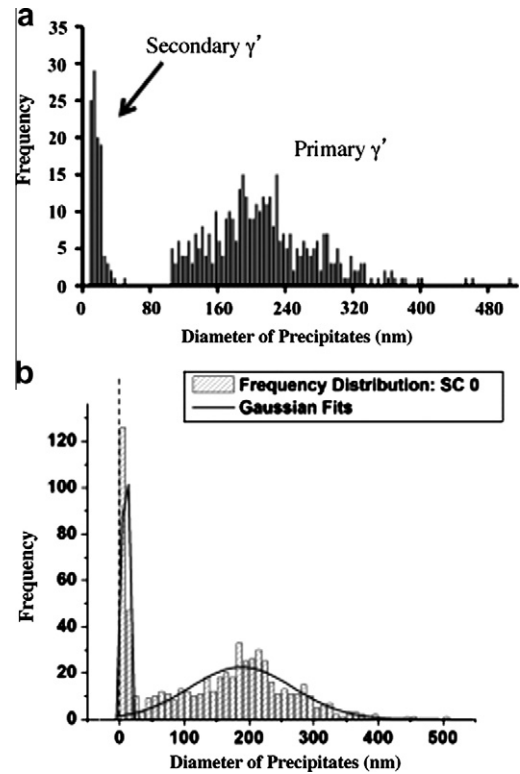 a
Secondary γ'
Primary γ'
Frequency
35
30
25
20
15
10
5
0
0 80 160 240 320 400 480
Diameter of Precipitates (nm)
b
Frequency Distribution: SC 0
Gaussian Fits
Frequency
120
100
80
60
40
20
0
0 100 200 300 400 500
Diameter of Precipitates (nm)